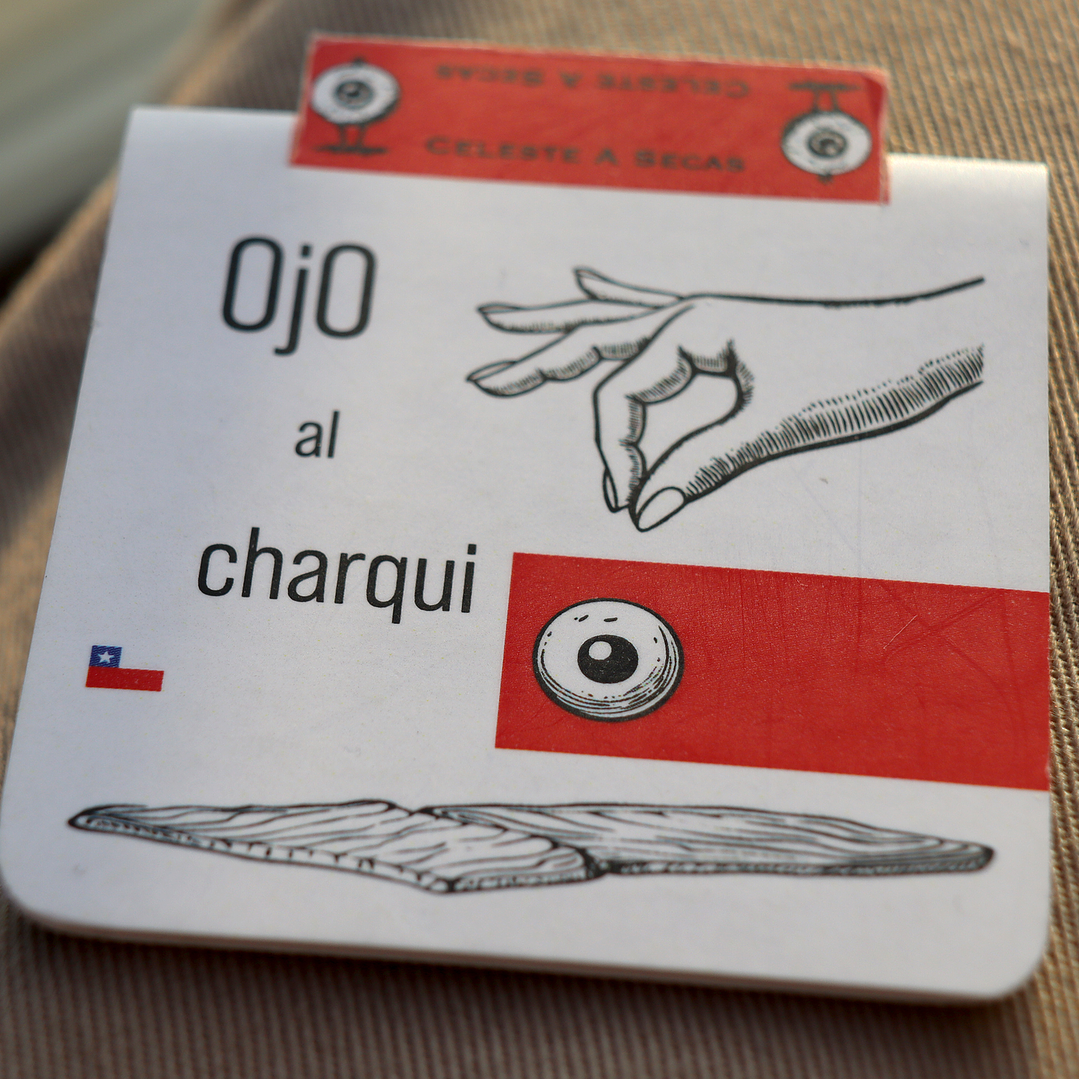 CELESTE A SECAS
CELESTE A SECAS
OjO
al
charqui